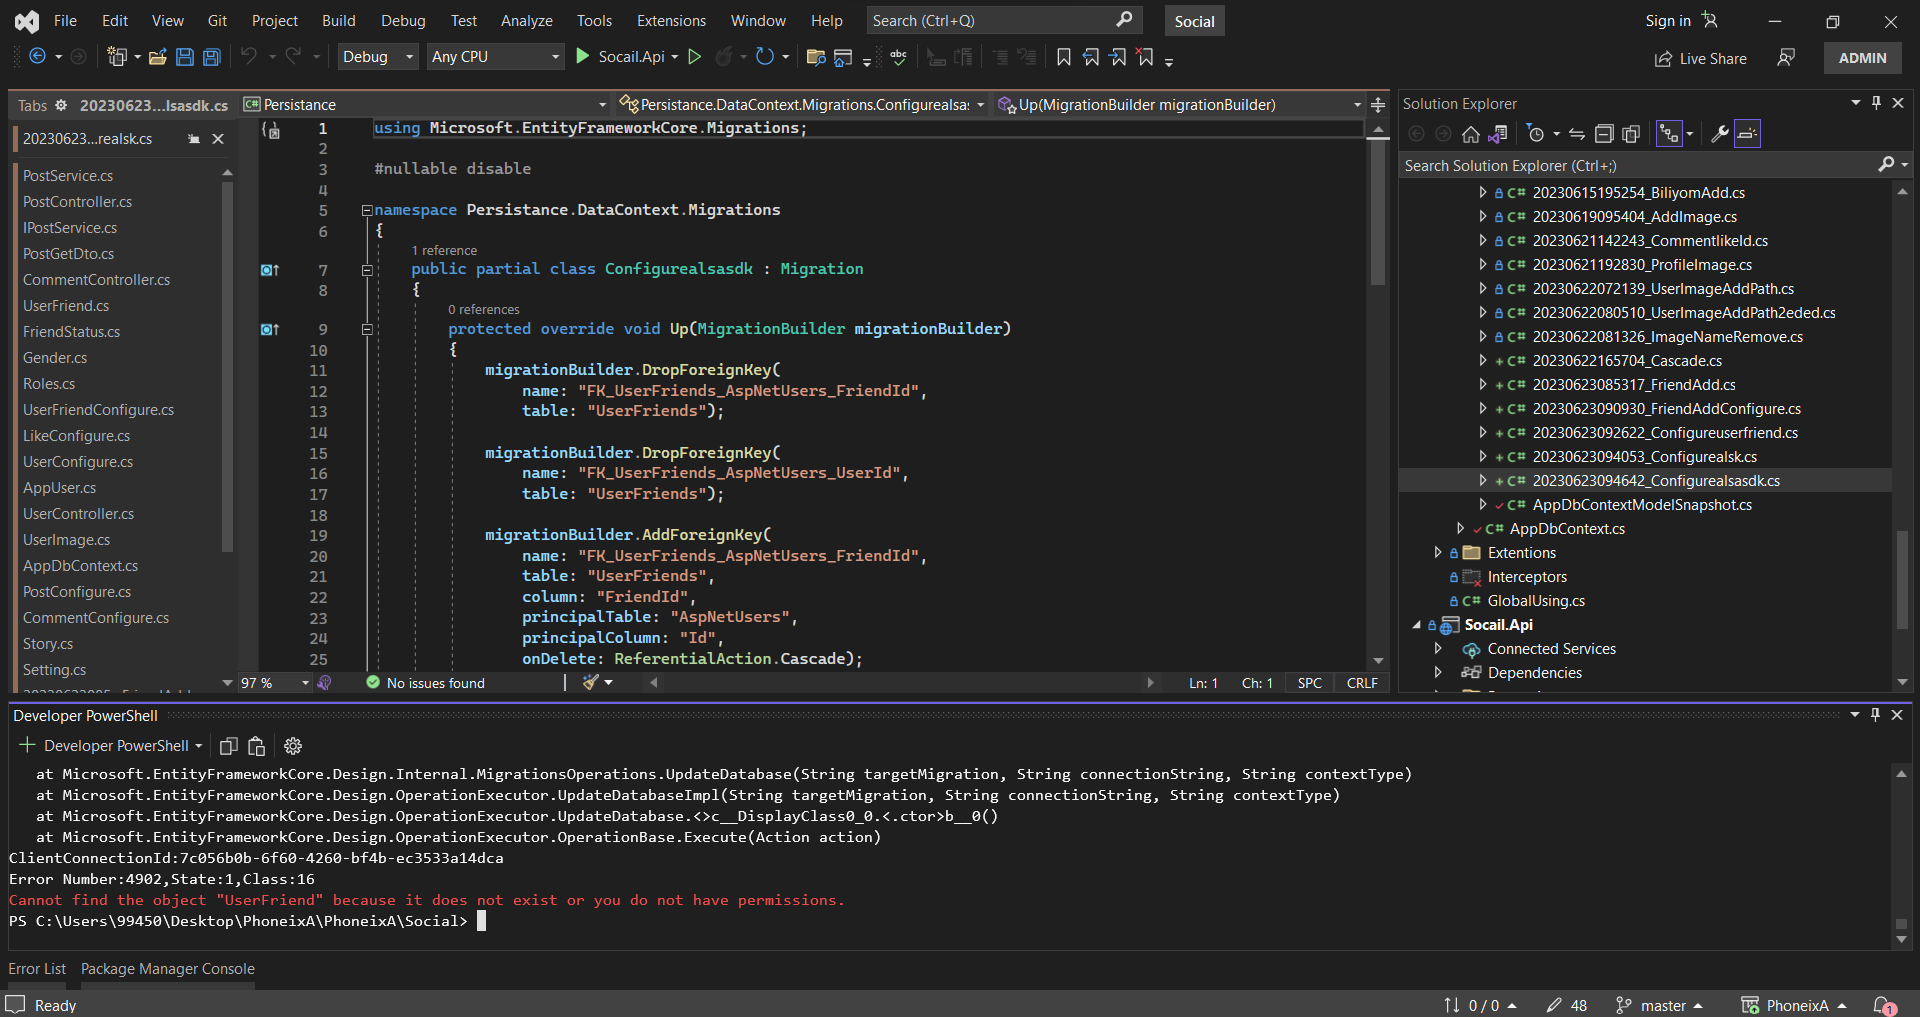 File Edit View Git Project Build Debug Test Analyze Tools Extensions Window Help Search (Ctrl+Q) Social Sign in
Debug Any CPU Socail.Api Live Share ADMIN
Tabs 20230623...lsasdk.cs Persistance Persistance.DataContext.Migrations.Configurealsa: Up(MigrationBuilder migrationBuilder)
20230623...realsk.cs
PostService.cs
PostController.cs
IPostService.cs
PostGetDto.cs
CommentController.cs
UserFriend.cs
FriendStatus.cs
Gender.cs
Roles.cs
UserFriendConfigure.cs
LikeConfigure.cs
UserConfigure.cs
AppUser.cs
UserController.cs
UserImage.cs
AppDbContext.cs
PostConfigure.cs
CommentConfigure.cs
Story.cs
Setting.cs
1 using Microsoft.EntityFrameworkCore.Migrations;
2
3 #nullable disable
4
5 namespace Persistance.DataContext.Migrations
6 {
1 reference
7 public partial class Configurealsasdk : Migration
8 {
0 references
9 protected override void Up(MigrationBuilder migrationBuilder)
10 {
11 migrationBuilder.DropForeignKey(
12 name: "FK_UserFriends_AspNetUsers_FriendId",
13 table: "UserFriends");
14
15 migrationBuilder.DropForeignKey(
16 name: "FK_UserFriends_AspNetUsers_UserId",
17 table: "UserFriends");
18
19 migrationBuilder.AddForeignKey(
20 name: "FK_UserFriends_AspNetUsers_FriendId",
21 table: "UserFriends",
22 column: "FriendId",
23 principalTable: "AspNetUsers",
24 principalColumn: "Id",
25 onDelete: ReferentialAction.Cascade);
97 % No issues found Ln: 1 Ch: 1 SPC CRLF
Solution Explorer
Search Solution Explorer (Ctrl+;)
C# 20230615195254_BiliyomAdd.cs
C# 20230619095404_AddImage.cs
C# 20230621142243_CommentlikeId.cs
C# 20230621192830_ProfileImage.cs
C# 20230622072139_UserImageAddPath.cs
C# 20230622080510_UserImageAddPath2eded.cs
C# 20230622081326_ImageNameRemove.cs
+ C# 20230622165704_Cascade.cs
+ C# 20230623085317_FriendAdd.cs
+ C# 20230623090930_FriendAddConfigure.cs
+ C# 20230623092622_Configureuserfriend.cs
+ C# 20230623094053_Configurealsk.cs
+ C# 20230623094642_Configurealsasdk.cs
C# AppDbContextModelSnapshot.cs
C# AppDbContext.cs
Extentions
Interceptors
C# GlobalUsing.cs
Socail.Api
Connected Services
Dependencies
Developer PowerShell
+ Developer PowerShell
at Microsoft.EntityFrameworkCore.Design.Internal.MigrationsOperations.UpdateDatabase(String targetMigration, String connectionString, String contextType)
at Microsoft.EntityFrameworkCore.Design.OperationExecutor.UpdateDatabaseImpl(String targetMigration, String connectionString, String contextType)
at Microsoft.EntityFrameworkCore.Design.OperationExecutor.UpdateDatabase.<>c__DisplayClass0_0.<.ctor>b__0()
at Microsoft.EntityFrameworkCore.Design.OperationExecutor.OperationBase.Execute(Action action)
ClientConnectionId:7c056b0b-6f60-4260-bf4b-ec3533a14dca
Error Number:4902,State:1,Class:16
Cannot find the object "UserFriend" because it does not exist or you do not have permissions.
PS C:\Users\99450\Desktop\PhoneixA\PhoneixA\Social>
Error List Package Manager Console
Ready 0 / 0 48 master PhoneixA 1